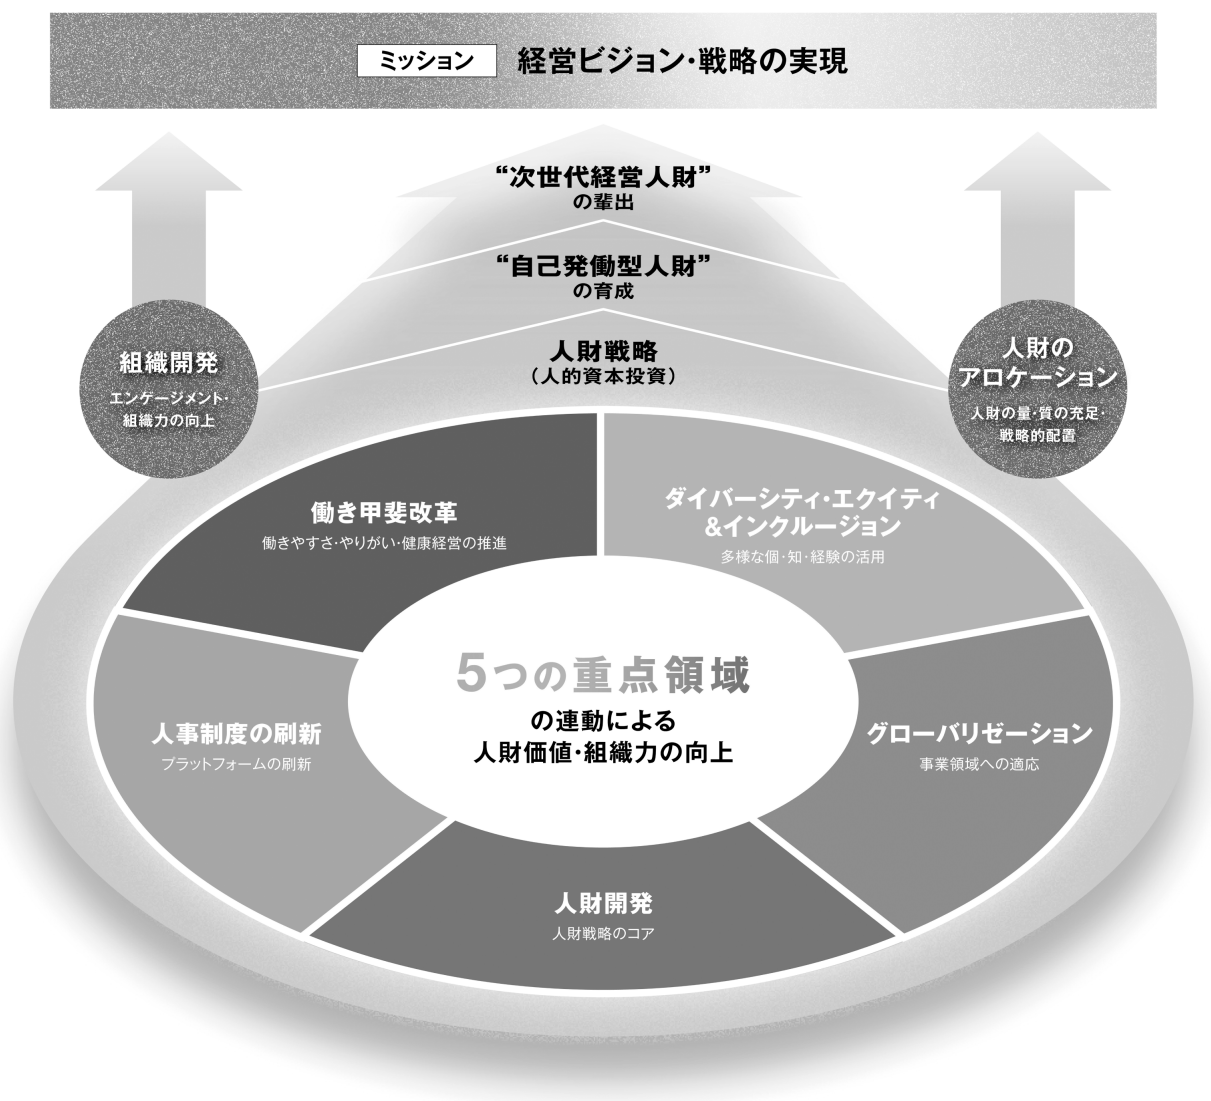 ミッション 経営ビジョン・戦略の実現
“次世代経営人財”
の輩出
“自己発働型人財”
の育成
人財戦略
（人的資本投資）
組織開発
エンゲージメント・
組織力の向上
人財の
アロケーション
人財の量・質の充足・
戦略的配置
働き甲斐改革
働きやすさ・やりがい・健康経営の推進
ダイバーシティ・エクイティ
&インクルージョン
多様な個・知・経験の活用
5つの重点領域
の連動による
人財価値・組織力の向上
人事制度の刷新
プラットフォームの刷新
グローバリゼーション
事業領域への適応
人財開発
人財戦略のコア